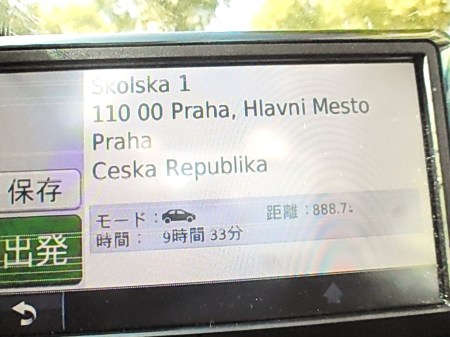 Skolska 1
110 00 Praha, Hlavni Mesto
Praha
Ceska Republika
保存
モード: 距離: 888.7
出発
時間: 9時間 33分